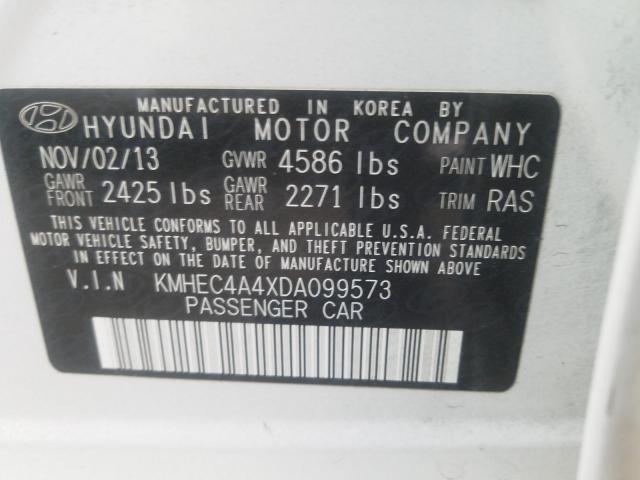 MANUFACTURED IN KOREA BY
HYUNDAI MOTOR COMPANY
NOV/02/13 GVWR 4586 lbs PAINT WHC
GAWR FRONT 2425 lbs GAWR REAR 2271 lbs TRIM RAS
THIS VEHICLE CONFORMS TO ALL APPLICABLE U.S.A. FEDERAL
MOTOR VEHICLE SAFETY, BUMPER, AND THEFT PREVENTION STANDARDS
IN EFFECT ON THE DATE OF MANUFACTURE SHOWN ABOVE
V.I.N KMHEC4A4XDA099573
PASSENGER CAR